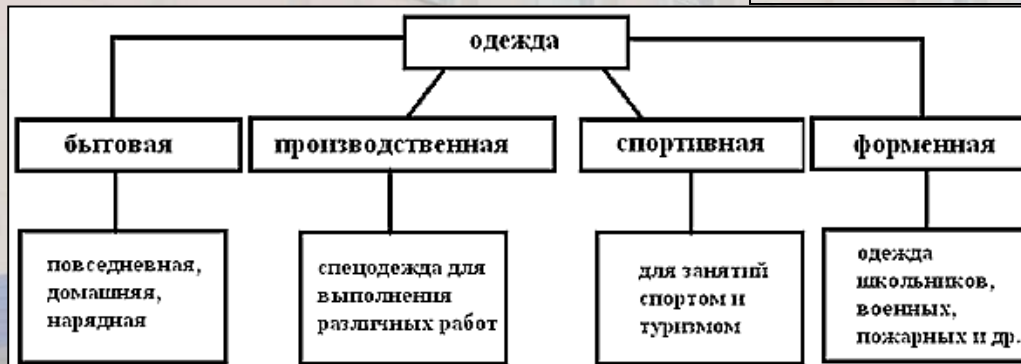 одежда
бытовая
производственная
спортивная
форменная
повседневная,
домашняя,
нарядная
спецодежда для
выполнения
различных работ
для занятий
спортом и
туризмом
одежда
школьников,
военных,
пожарных и др.